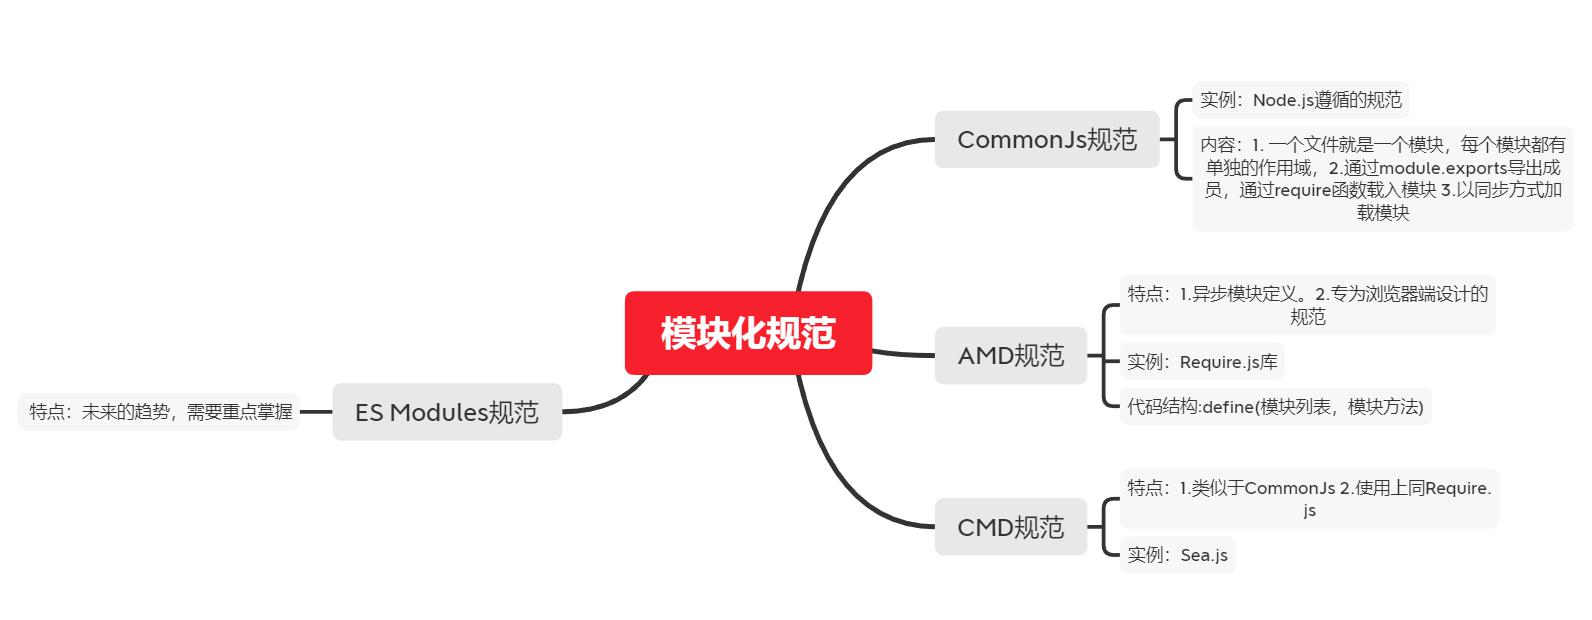 模块化规范
CommonJs规范
实例：Node.js遵循的规范
内容：1. 一个文件就是一个模块，每个模块都有
单独的作用域，2.通过module.exports导出成
员，通过require函数载入模块 3.以同步方式加
载模块
AMD规范
特点：1.异步模块定义。2.专为浏览器端设计的
规范
实例：Require.js库
代码结构:define(模块列表，模块方法)
CMD规范
特点：1.类似于CommonJs 2.使用上同Require.
js
实例：Sea.js
ES Modules规范
特点：未来的趋势，需要重点掌握